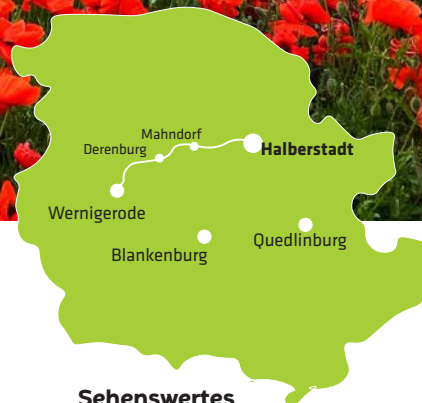 Mahndorf
Derenburg
Halberstadt
Wernigerode
Quedlinburg
Blankenburg
Sehenswertes